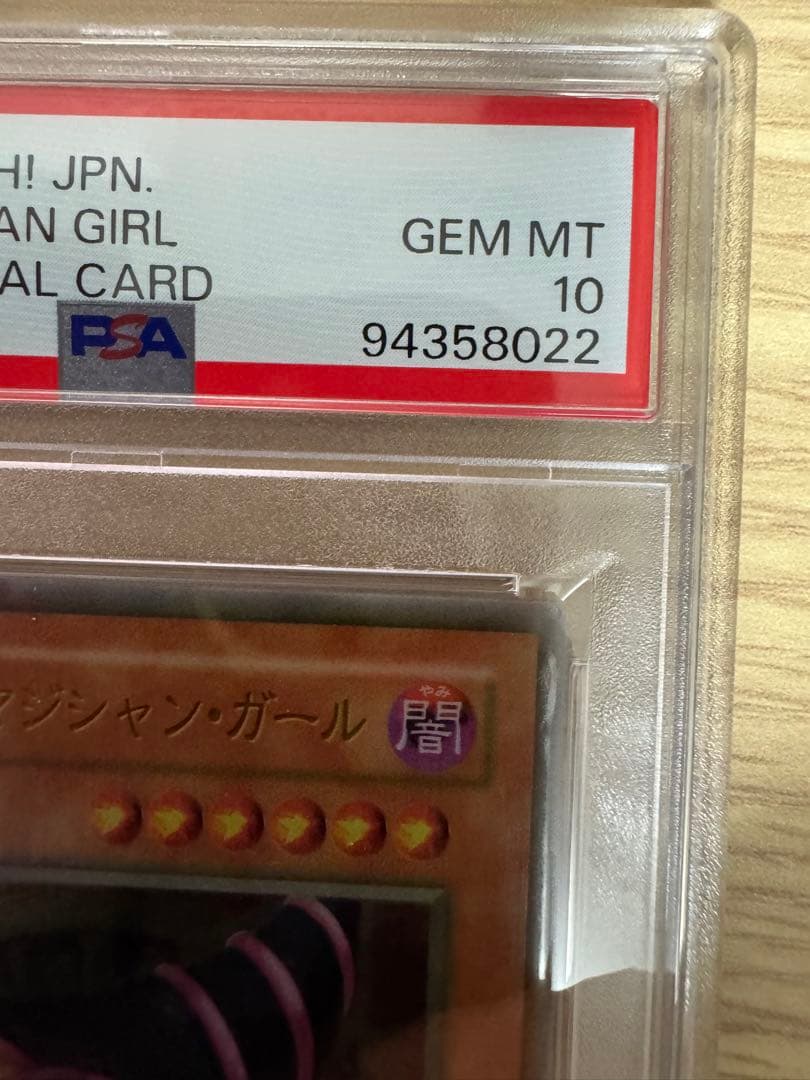 H! JPN.
AN GIRL
GEM MT
AL CARD
10
PSA
94358022
マジシャン・ガール
やみ
闇